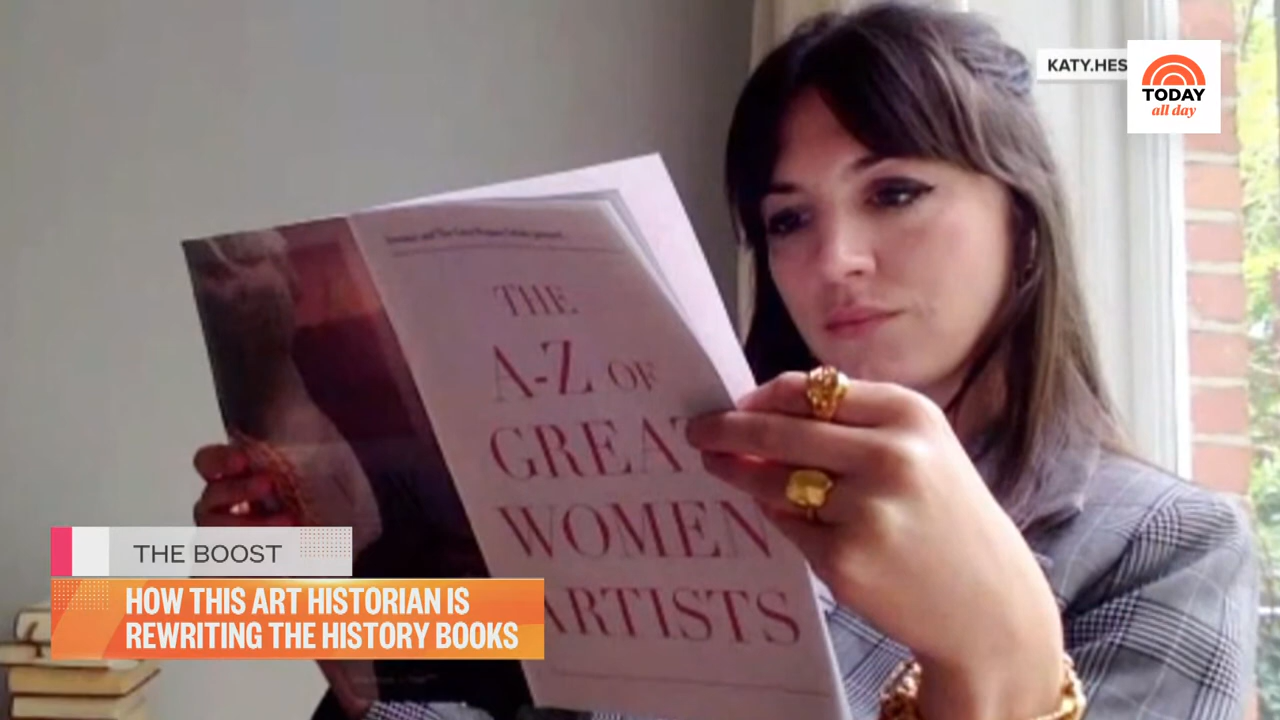 KATY.HES
TODAY
all day
THE
A-Z OF
GREAT
WOMEN
ARTISTS
THE BOOST
HOW THIS ART HISTORIAN IS
REWRITING THE HISTORY BOOKS